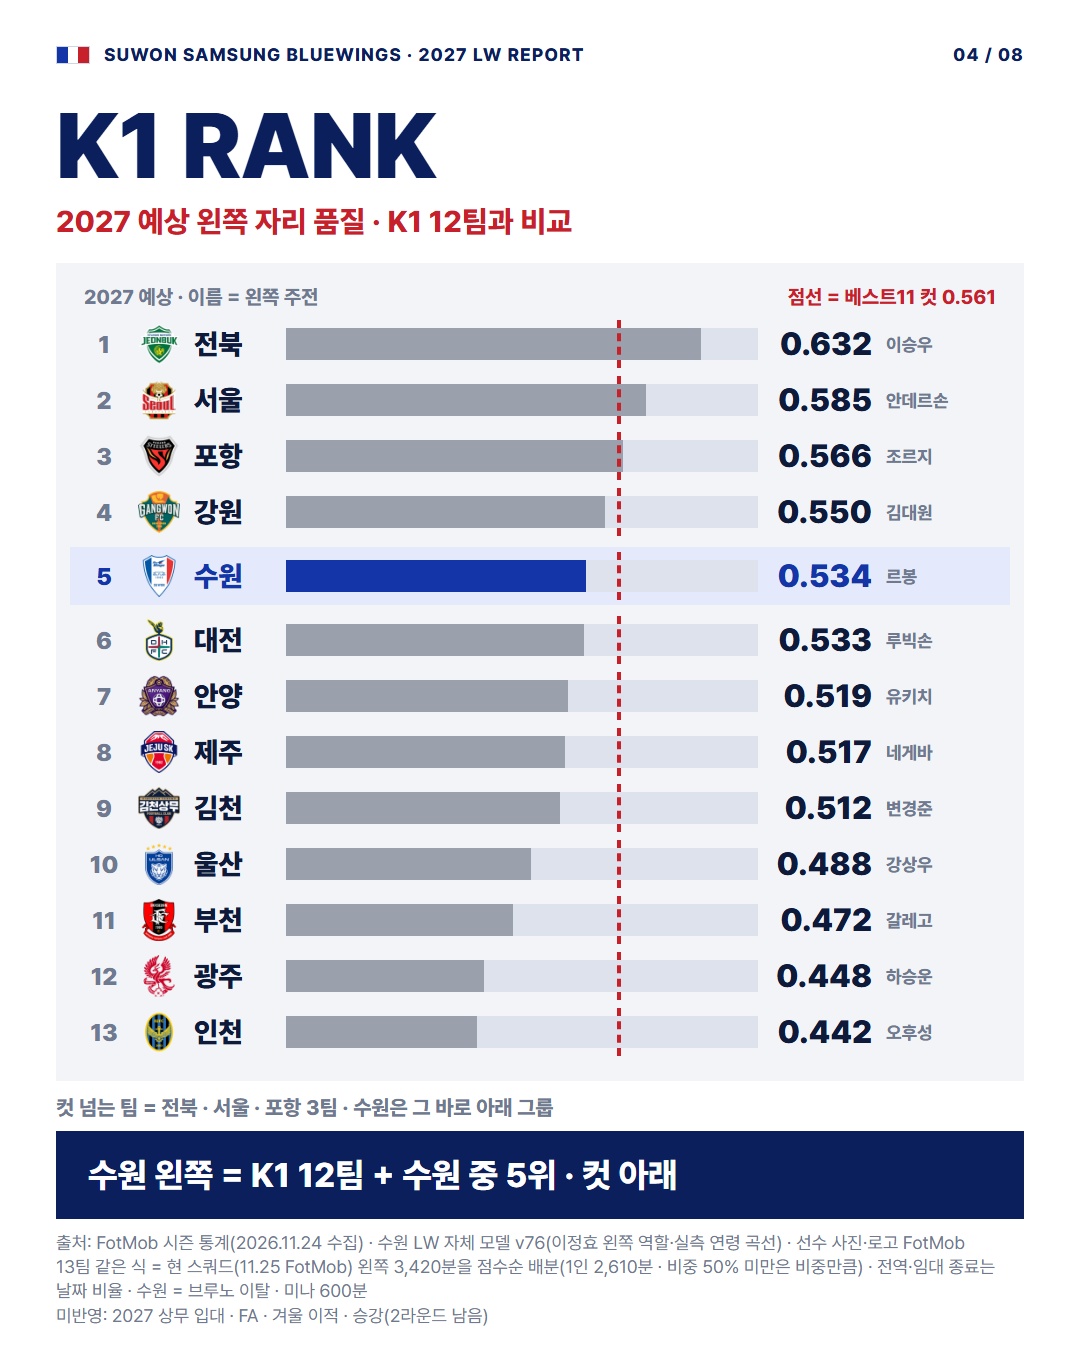 SUWON SAMSUNG BLUEWINGS · 2027 LW REPORT
04 / 08
K1 RANK
2027 예상 왼쪽 자리 품질 · K1 12팀과 비교
2027 예상 · 이름 = 왼쪽 주전
점선 = 베스트11 컷 0.561
1 JEONBUK 전북 0.632 이승우
2 Seoul 서울 0.585 안데르손
3 포항 0.566 조르지
4 GANGWON FC 강원 0.550 김대원
5 수원 0.534 르봉
6 DHFC 대전 0.533 루빅손
7 ANYANG 안양 0.519 유키치
8 JEJU SK 제주 0.517 네게바
9 김천상무 김천 0.512 변경준
10 ULSAN 울산 0.488 강상우
11 부천 0.472 갈레고
12 광주 0.448 하승운
13 인천 0.442 오후성
컷 넘는 팀 = 전북 · 서울 · 포항 3팀 · 수원은 그 바로 아래 그룹
수원 왼쪽 = K1 12팀 + 수원 중 5위 · 컷 아래
출처: FotMob 시즌 통계(2026.11.24 수집) · 수원 LW 자체 모델 v76(이정효 왼쪽 역할·실측 연령 곡선) · 선수 사진·로고 FotMob
13팀 같은 식 = 현 스쿼드(11.25 FotMob) 왼쪽 3,420분을 점수순 배분(1인 2,610분 · 비중 50% 미만은 비중만큼) · 전역·임대 종료는
날짜 비율 · 수원 = 브루노 이탈 · 미나 600분
미반영: 2027 상무 입대 · FA · 겨울 이적 · 승강(2라운드 남음)